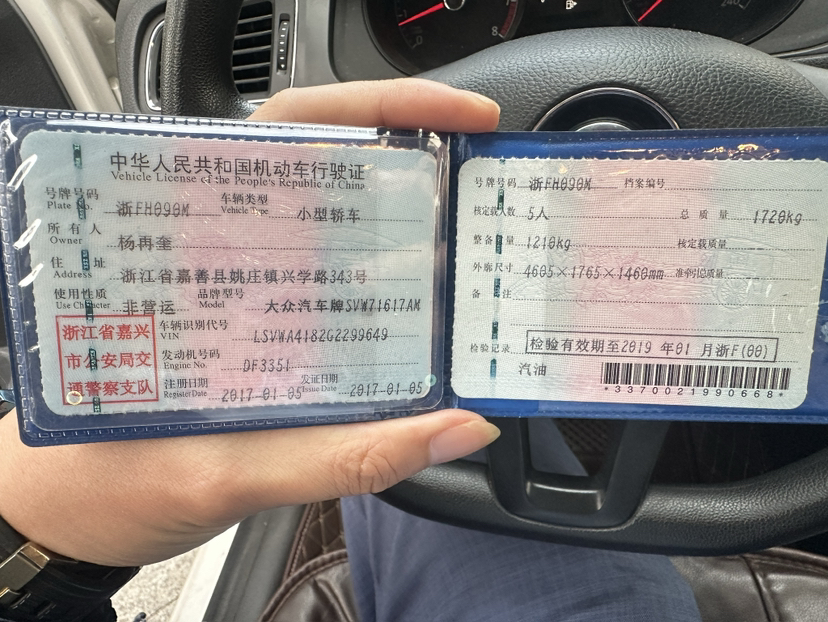 中华人民共和国机动车行驶证
Vehicle License of the People's Republic of China
号牌号码 浙FH090M 车辆类型 小型轿车
Plate No. Vehicle Type
所有人 杨再奎
Owner
住址 浙江省嘉善县姚庄镇兴学路343号
Address
使用性质 非营运 品牌型号 大众汽车牌SVW71617AM
Use Character Model
浙江省嘉兴
市公安局交
通警察支队
车辆识别代号 LSVWA4182G2299649
VIN
发动机号码 DF3351
Engine No.
注册日期 2017-01-05 发证日期 2017-01-05
Register Date Issue Date
号牌号码 浙FH090M 档案编号
核定载人数 5人 总质量 1720kg
整备质量 1210kg 核定载质量
外廓尺寸 4605×1765×1460mm 准牵引总质量
备注
检验记录 检验有效期至2019 年01 月浙F(00)
汽油
*3370021990668*
8
240